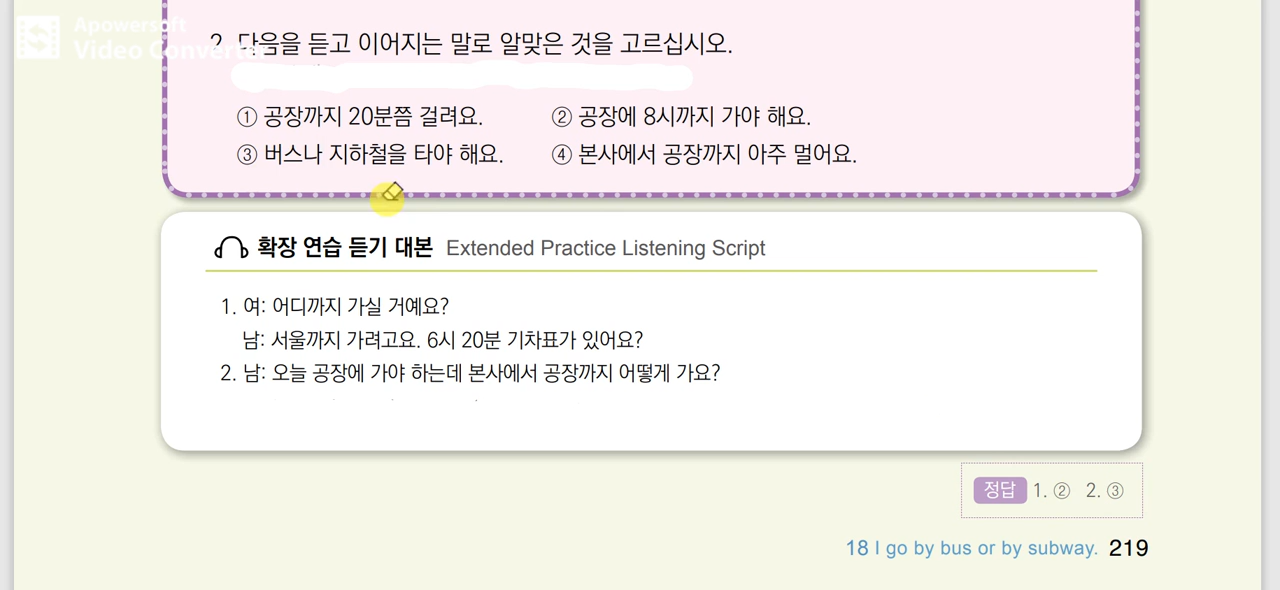 Apowersoft
Video Converter
2. 다음을 듣고 이어지는 말로 알맞은 것을 고르십시오.
① 공장까지 20분쯤 걸려요. ② 공장에 8시까지 가야 해요.
③ 버스나 지하철을 타야 해요. ④ 본사에서 공장까지 아주 멀어요.
확장 연습 듣기 대본 Extended Practice Listening Script
1. 여: 어디까지 가실 거예요?
남: 서울까지 가려고요. 6시 20분 기차표가 있어요?
2. 남: 오늘 공장에 가야 하는데 본사에서 공장까지 어떻게 가요?
정답 1. ② 2. ③
18 I go by bus or by subway. 219